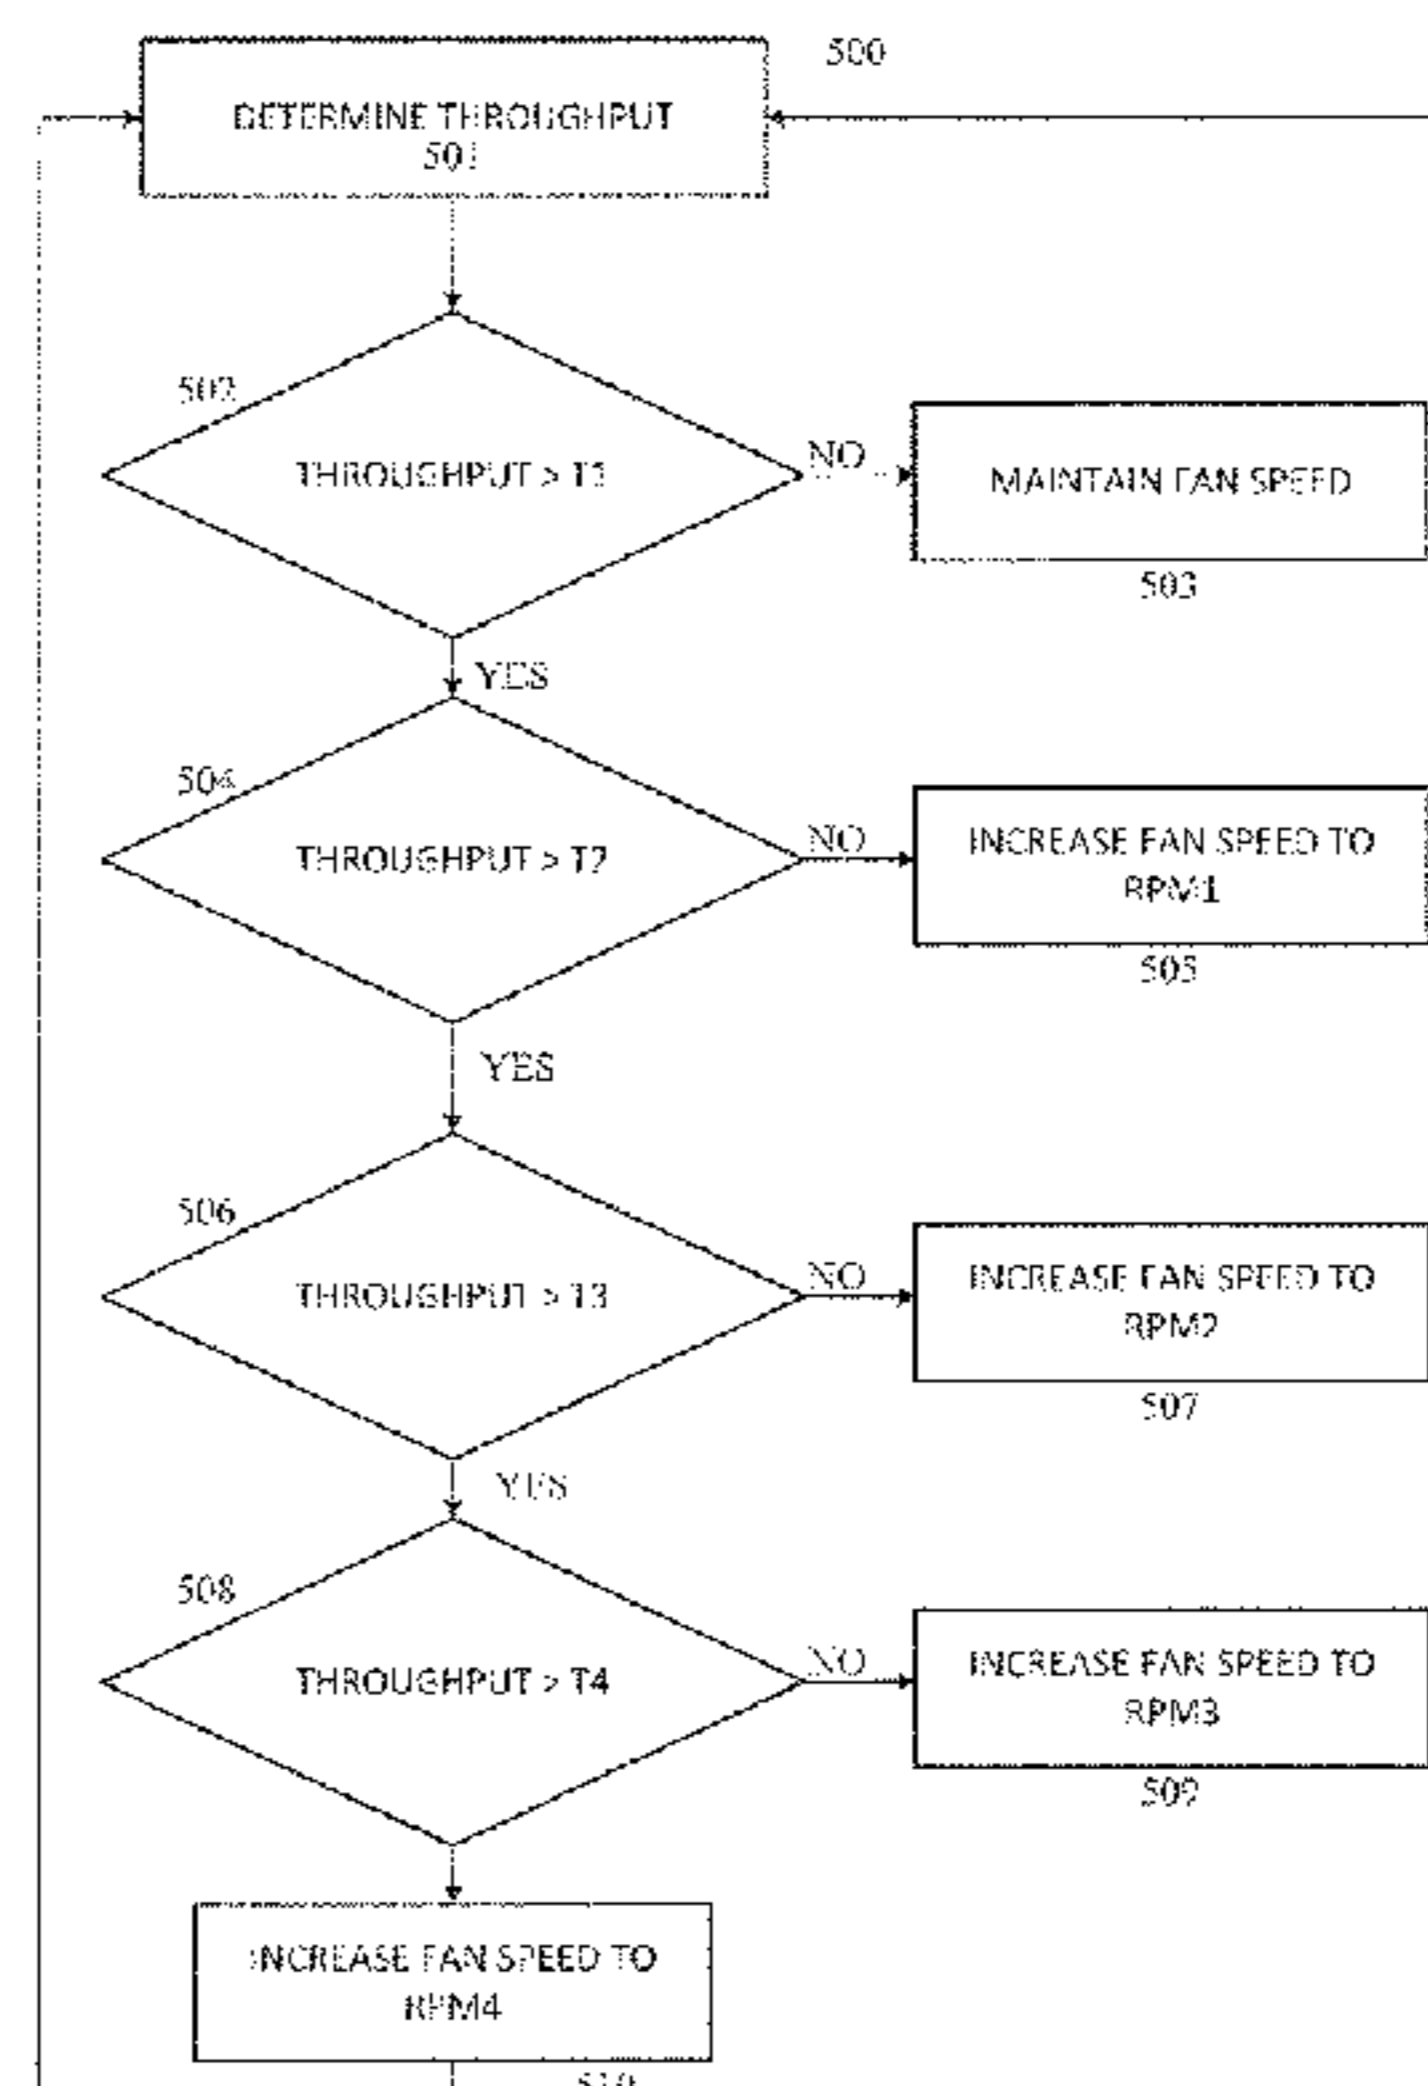 500
DETERMINE THROUGHPUT
501
502
THROUGHPUT > T1
NO
MAINTAIN FAN SPEED
503
YES
504
THROUGHPUT > T2
NO
INCREASE FAN SPEED TO
RPM1
505
YES
506
THROUGHPUT > T3
NO
INCREASE FAN SPEED TO
RPM2
507
YES
508
THROUGHPUT > T4
NO
INCREASE FAN SPEED TO
RPM3
509
INCREASE FAN SPEED TO
RPM4
510